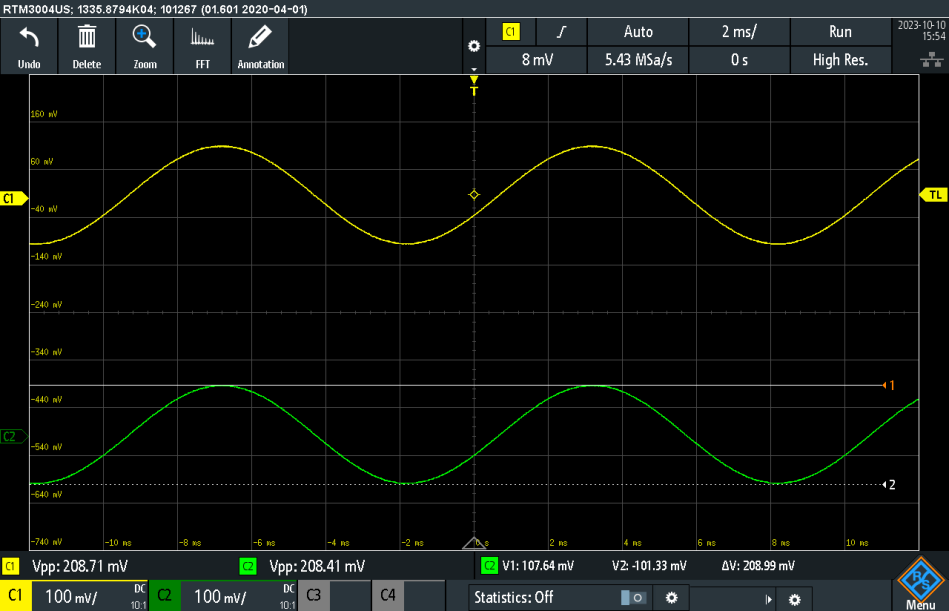 RTM3004US; 1335.8794K04; 101267 (01.601 2020-04-01)
Undo
Delete
Zoom
FFT
Annotation
C1
Auto
2 ms/
Run
8 mV
5.43 MSa/s
0 s
High Res.
2023-10-10
15:54
T
160 mV
60 mV
C1
TL
-40 mV
-140 mV
-240 mV
-340 mV
1
-440 mV
C2
-540 mV
2
-640 mV
-740 mV
-10 ms
-8 ms
-6 ms
-4 ms
-2 ms
0 s
2 ms
4 ms
6 ms
8 ms
10 ms
C1 Vpp: 208.71 mV
C2 Vpp: 208.41 mV
C2 V1: 107.64 mV V2: -101.33 mV ΔV: 208.99 mV
C1 100 mV/ DC 10:1
C2 100 mV/ DC 10:1
C3
C4
Statistics: Off
R&S
Menu